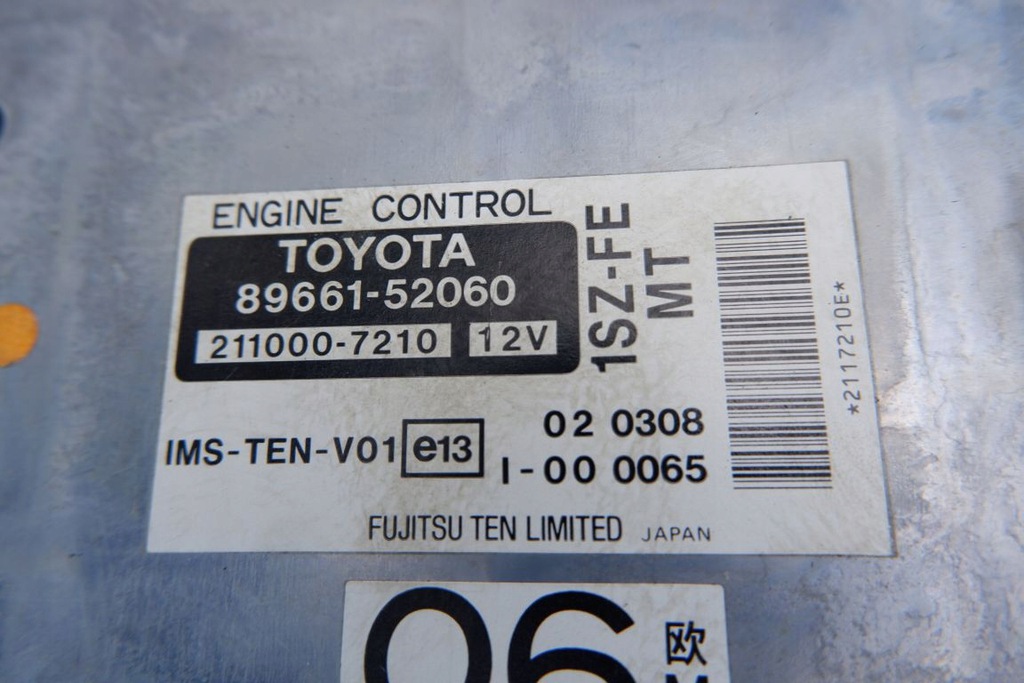 ENGINE CONTROL
TOYOTA
89661-52060
211000-7210 12V
1SZ-FE
MT
*2117210E*
IMS-TEN-V01 e13
02 0308
I-00 0065
FUJITSU TEN LIMITED JAPAN
06
欧